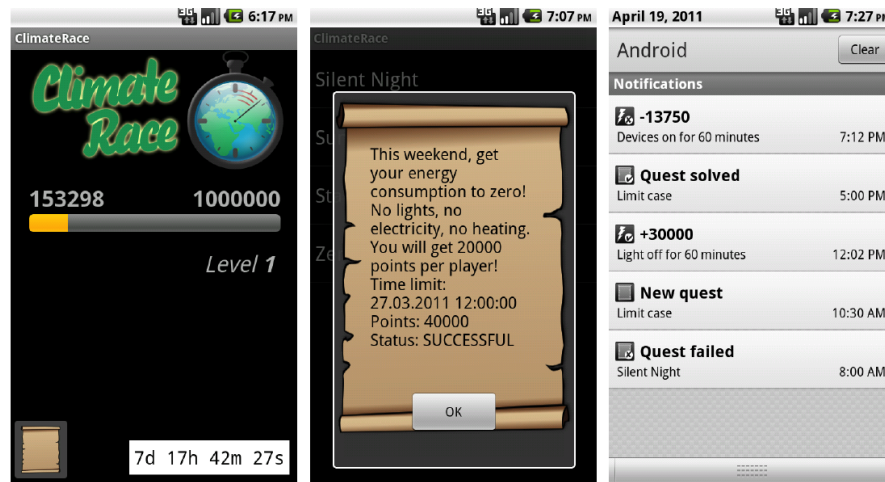 6:17 PM
ClimateRace
Climate
Race
153298 1000000
Level 1
7d 17h 42m 27s
7:07 PM
ClimateRace
Silent Night
Su
St
Ze
This weekend, get
your energy
consumption to zero!
No lights, no
electricity, no heating.
You will get 20000
points per player!
Time limit:
27.03.2011 12:00:00
Points: 40000
Status: SUCCESSFUL
OK
April 19, 2011 7:27 PM
Android Clear
Notifications
-13750
Devices on for 60 minutes 7:12 PM
Quest solved
Limit case 5:00 PM
+30000
Light off for 60 minutes 12:02 PM
New quest
Limit case 10:30 AM
Quest failed
Silent Night 8:00 AM